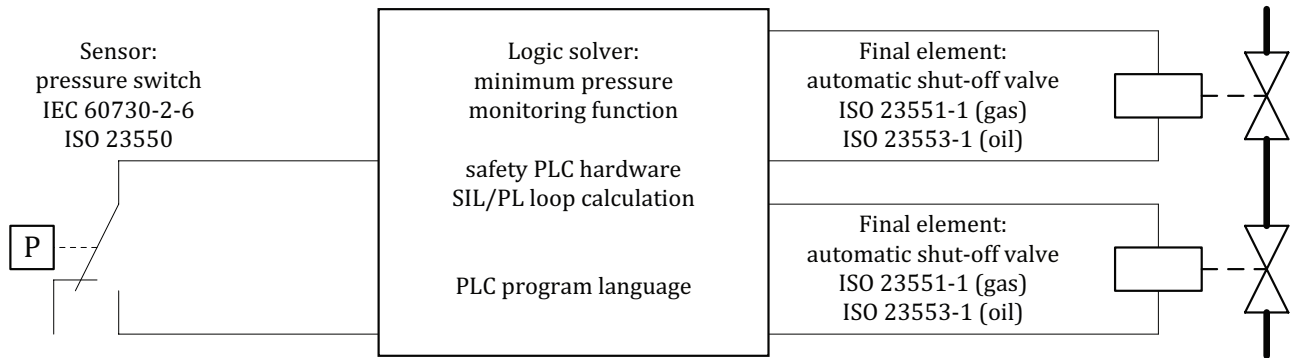 Sensor:
pressure switch
IEC 60730-2-6
ISO 23550
P
Logic solver:
minimum pressure
monitoring function
safety PLC hardware
SIL/PL loop calculation
PLC program language
Final element:
automatic shut-off valve
ISO 23551-1 (gas)
ISO 23553-1 (oil)
Final element:
automatic shut-off valve
ISO 23551-1 (gas)
ISO 23553-1 (oil)